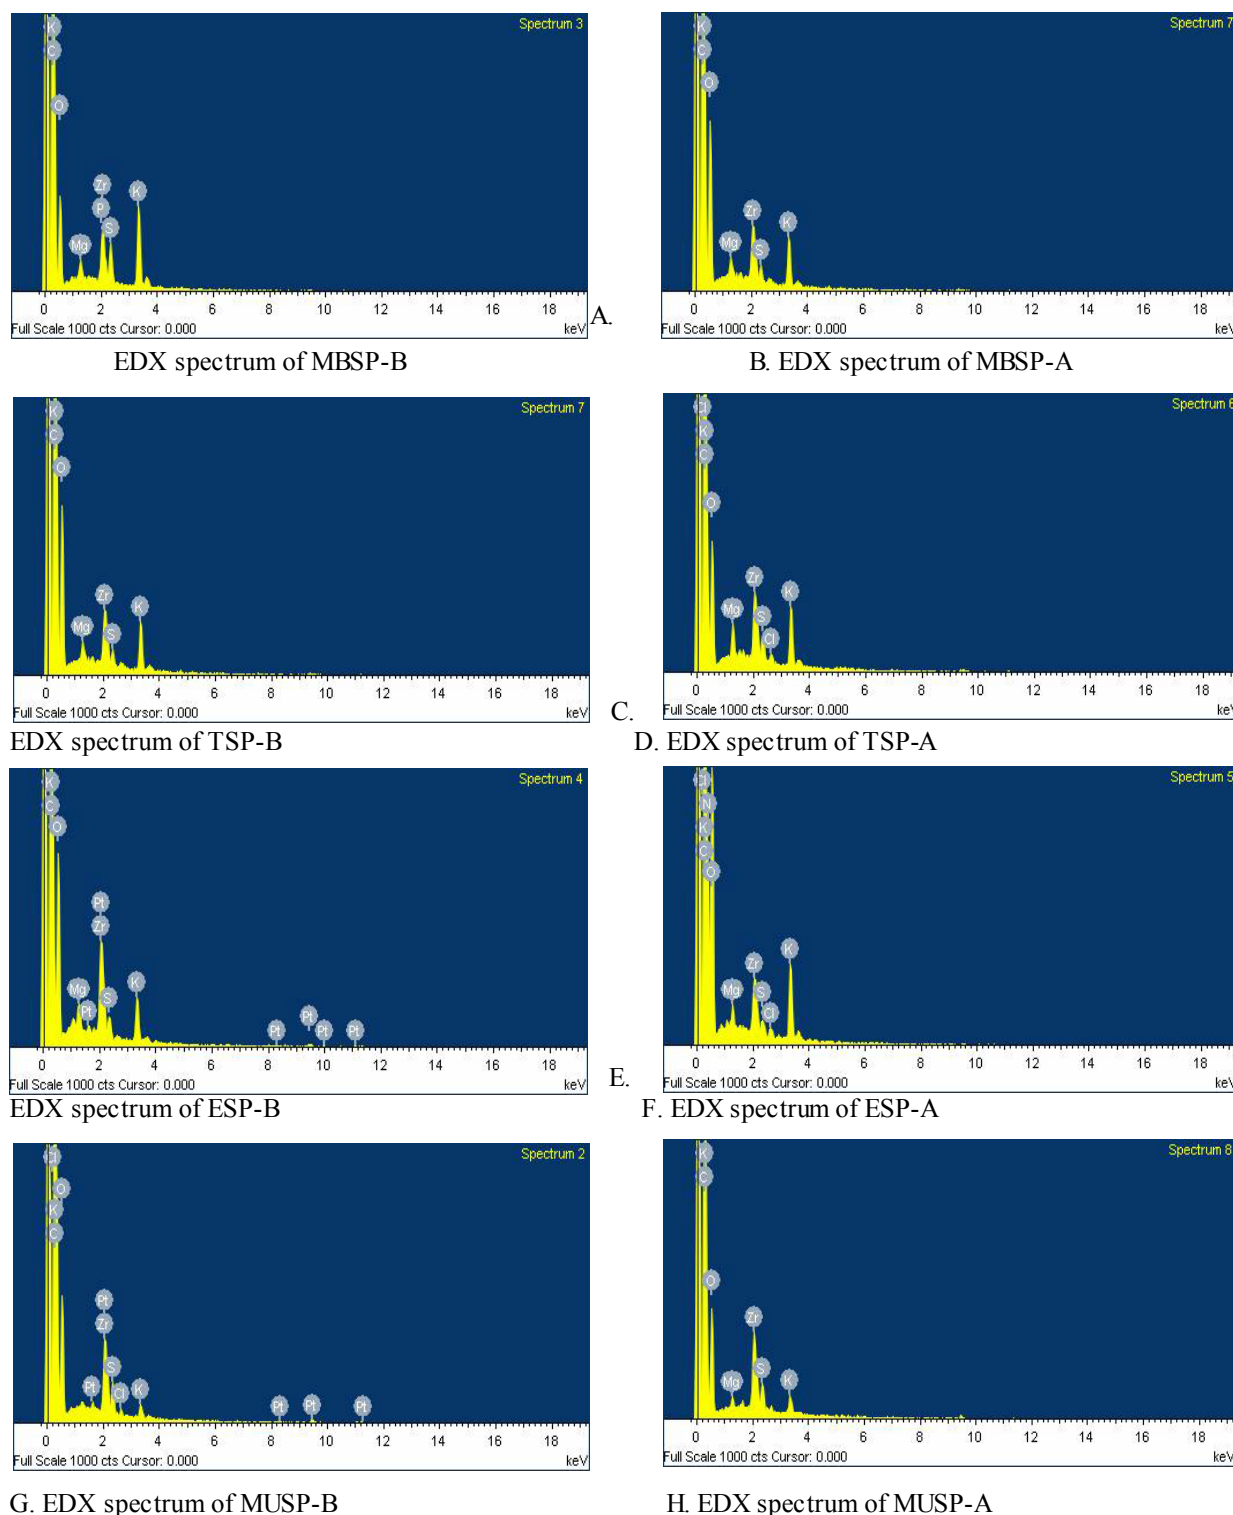 Spectrum 3
K
C
O
Zr
P
K
S
Mg
0 2 4 6 8 10 12 14 16 18
Full Scale 1000 cts Cursor: 0.000 keV
A.
EDX spectrum of MBSP-B
Spectrum 7
K
C
O
Zr
K
Mg
S
0 2 4 6 8 10 12 14 16 18
Full Scale 1000 cts Cursor: 0.000 keV
B. EDX spectrum of MBSP-A
Spectrum 7
K
C
O
Zr
K
Mg
S
0 2 4 6 8 10 12 14 16 18
Full Scale 1000 cts Cursor: 0.000 keV
C.
EDX spectrum of TSP-B
Spectrum 6
Cl
K
C
O
Zr
K
Mg
S
Cl
0 2 4 6 8 10 12 14 16 18
Full Scale 1000 cts Cursor: 0.000 keV
D. EDX spectrum of TSP-A
Spectrum 4
K
C
O
Pt
Zr
Mg
K
S
Pt
Pt
Pt
Pt
Pt
0 2 4 6 8 10 12 14 16 18
Full Scale 1000 cts Cursor: 0.000 keV
E.
EDX spectrum of ESP-B
Spectrum 5
Cl
N
K
C
O
K
Zr
Mg
S
Cl
0 2 4 6 8 10 12 14 16 18
Full Scale 1000 cts Cursor: 0.000 keV
F. EDX spectrum of ESP-A
Spectrum 2
Cl
O
K
C
Pt
Zr
S
Pt
Cl
K
Pt
Pt
Pt
0 2 4 6 8 10 12 14 16 18
Full Scale 1000 cts Cursor: 0.000 keV
G. EDX spectrum of MUSP-B
Spectrum 8
K
C
O
Zr
S
Mg
K
0 2 4 6 8 10 12 14 16 18
Full Scale 1000 cts Cursor: 0.000 keV
H. EDX spectrum of MUSP-A